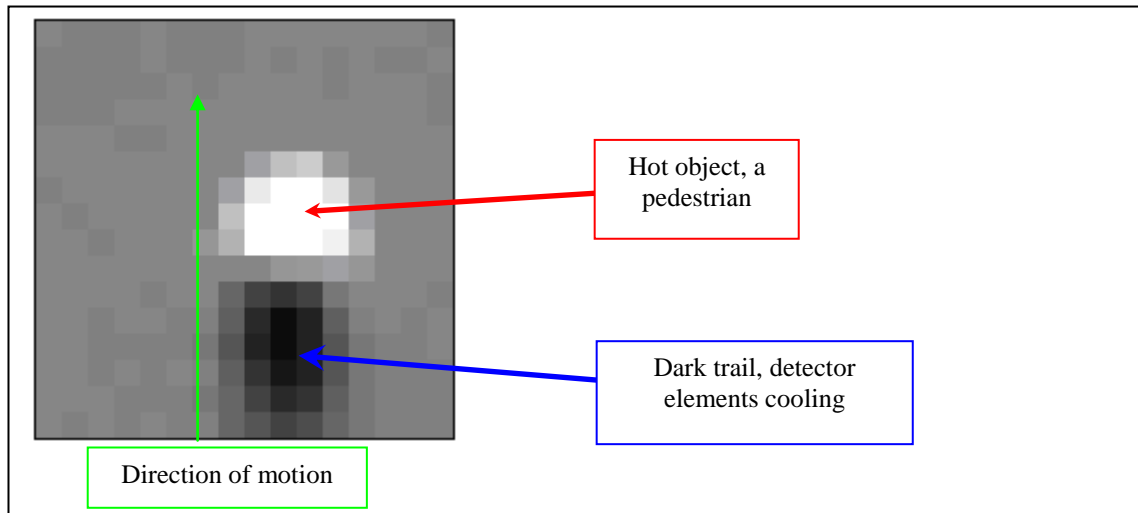 Hot object, a
pedestrian
Dark trail, detector
elements cooling
Direction of motion